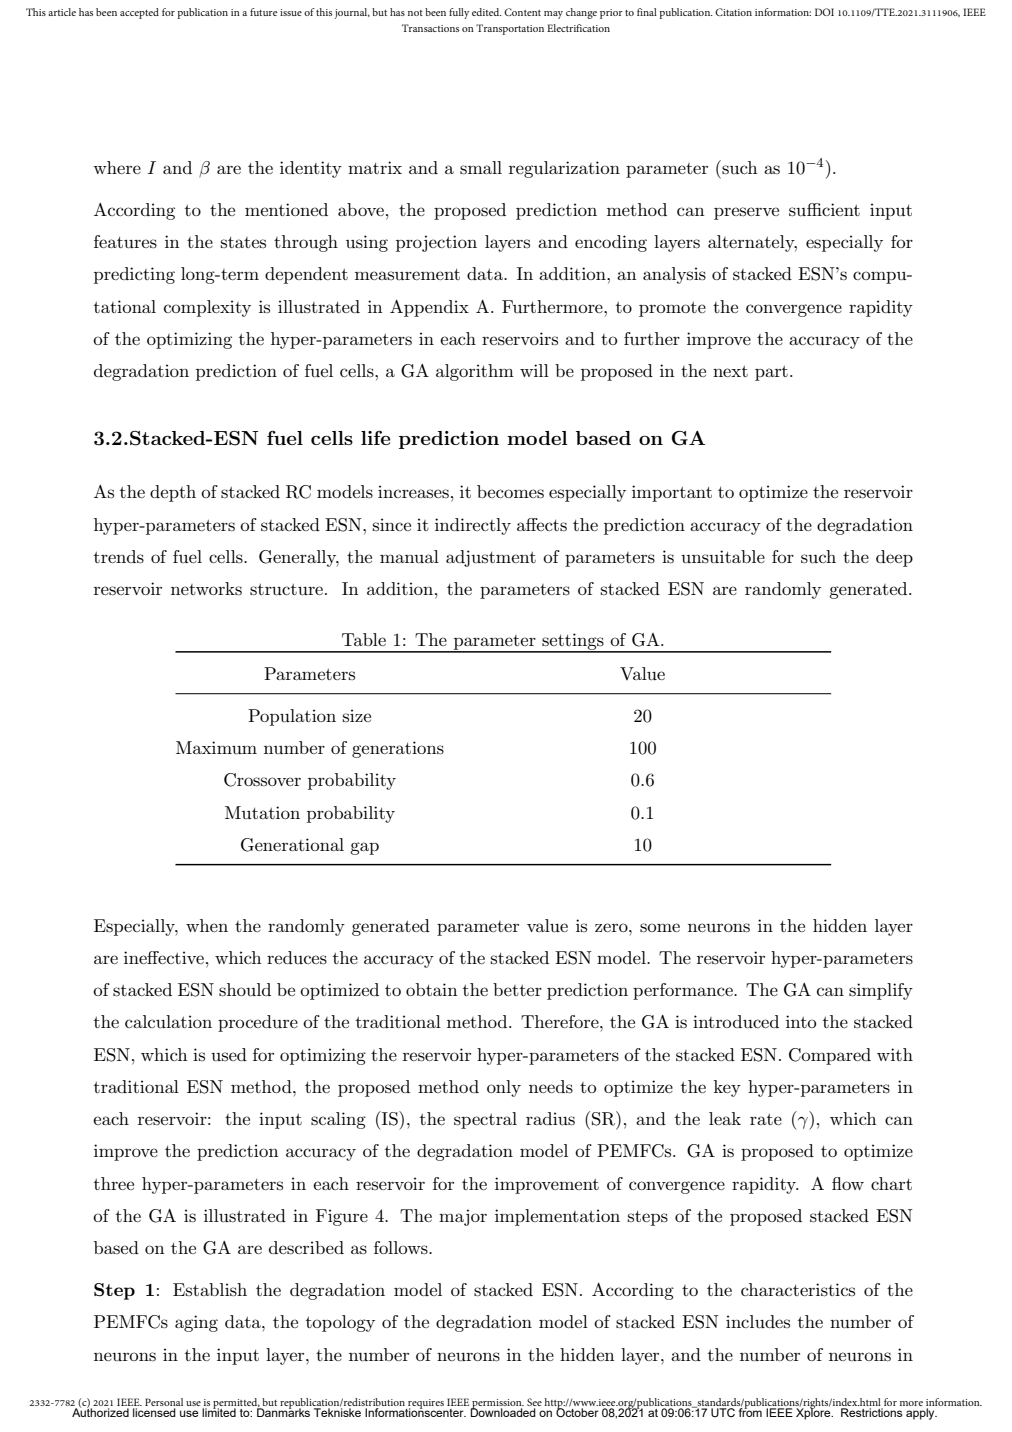 This article has been accepted for publication in a future issue of this journal, but has not been fully edited. Content may change prior to final publication. Citation information: DOI 10.1109/TTE.2021.3111906, IEEE
Transactions on Transportation Electrification
where I and β are the identity matrix and a small regularization parameter (such as 10⁻⁴).
According to the mentioned above, the proposed prediction method can preserve sufficient input
features in the states through using projection layers and encoding layers alternately, especially for
predicting long-term dependent measurement data. In addition, an analysis of stacked ESN's compu-
tational complexity is illustrated in Appendix A. Furthermore, to promote the convergence rapidity
of the optimizing the hyper-parameters in each reservoirs and to further improve the accuracy of the
degradation prediction of fuel cells, a GA algorithm will be proposed in the next part.
3.2.Stacked-ESN fuel cells life prediction model based on GA
As the depth of stacked RC models increases, it becomes especially important to optimize the reservoir
hyper-parameters of stacked ESN, since it indirectly affects the prediction accuracy of the degradation
trends of fuel cells. Generally, the manual adjustment of parameters is unsuitable for such the deep
reservoir networks structure. In addition, the parameters of stacked ESN are randomly generated.
Table 1: The parameter settings of GA.
Parameters Value
Population size 20
Maximum number of generations 100
Crossover probability 0.6
Mutation probability 0.1
Generational gap 10
Especially, when the randomly generated parameter value is zero, some neurons in the hidden layer
are ineffective, which reduces the accuracy of the stacked ESN model. The reservoir hyper-parameters
of stacked ESN should be optimized to obtain the better prediction performance. The GA can simplify
the calculation procedure of the traditional method. Therefore, the GA is introduced into the stacked
ESN, which is used for optimizing the reservoir hyper-parameters of the stacked ESN. Compared with
traditional ESN method, the proposed method only needs to optimize the key hyper-parameters in
each reservoir: the input scaling (IS), the spectral radius (SR), and the leak rate (γ), which can
improve the prediction accuracy of the degradation model of PEMFCs. GA is proposed to optimize
three hyper-parameters in each reservoir for the improvement of convergence rapidity. A flow chart
of the GA is illustrated in Figure 4. The major implementation steps of the proposed stacked ESN
based on the GA are described as follows.
Step 1: Establish the degradation model of stacked ESN. According to the characteristics of the
PEMFCs aging data, the topology of the degradation model of stacked ESN includes the number of
neurons in the input layer, the number of neurons in the hidden layer, and the number of neurons in
2332-7782 (c) 2021 IEEE. Personal use is permitted, but republication/redistribution requires IEEE permission. See http://www.ieee.org/publications_standards/publications/rights/index.html for more information.
Authorized licensed use limited to: Danmarks Tekniske Informationscenter. Downloaded on October 08,2021 at 09:06:17 UTC from IEEE Xplore. Restrictions apply.